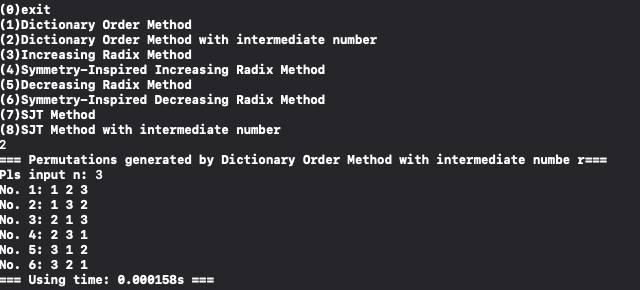 (0)exit
(1)Dictionary Order Method
(2)Dictionary Order Method with intermediate number
(3)Increasing Radix Method
(4)Symmetry-Inspired Increasing Radix Method
(5)Decreasing Radix Method
(6)Symmetry-Inspired Decreasing Radix Method
(7)SJT Method
(8)SJT Method with intermediate number
2
=== Permutations generated by Dictionary Order Method with intermediate numbe r===
Pls input n: 3
No. 1: 1 2 3
No. 2: 1 3 2
No. 3: 2 1 3
No. 4: 2 3 1
No. 5: 3 1 2
No. 6: 3 2 1
=== Using time: 0.000158s ===